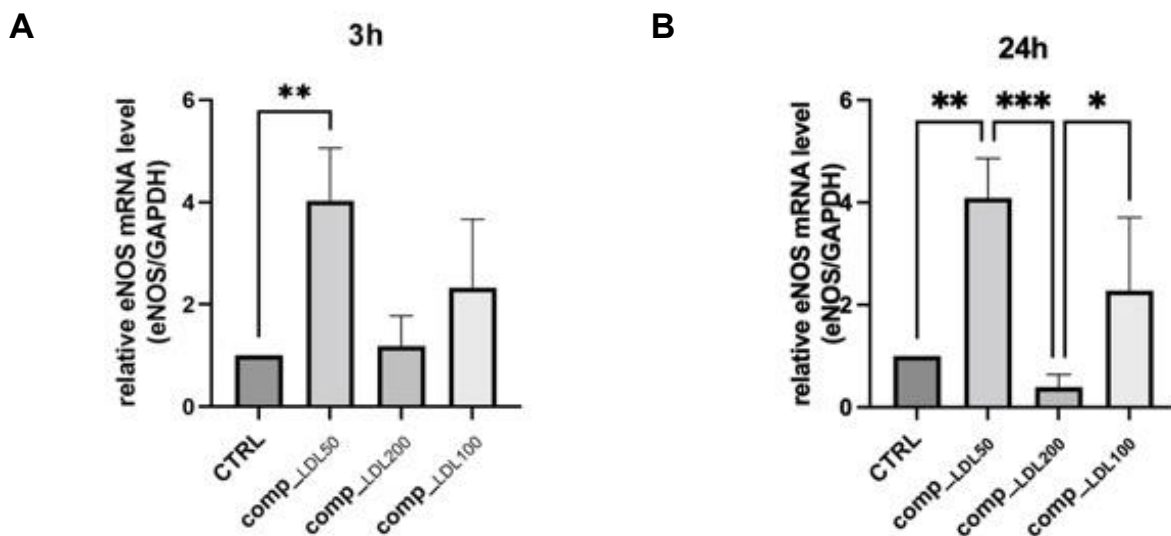 A
3h
**
relative eNOS mRNA level
(eNOS/GAPDH)
6
4
2
0
CTRL
comp_LDL50
comp_LDL200
comp_LDL100
B
24h
** *** *
relative eNOS mRNA level
(eNOS/GAPDH)
6
4
2
0
CTRL
comp_LDL50
comp_LDL200
comp_LDL100